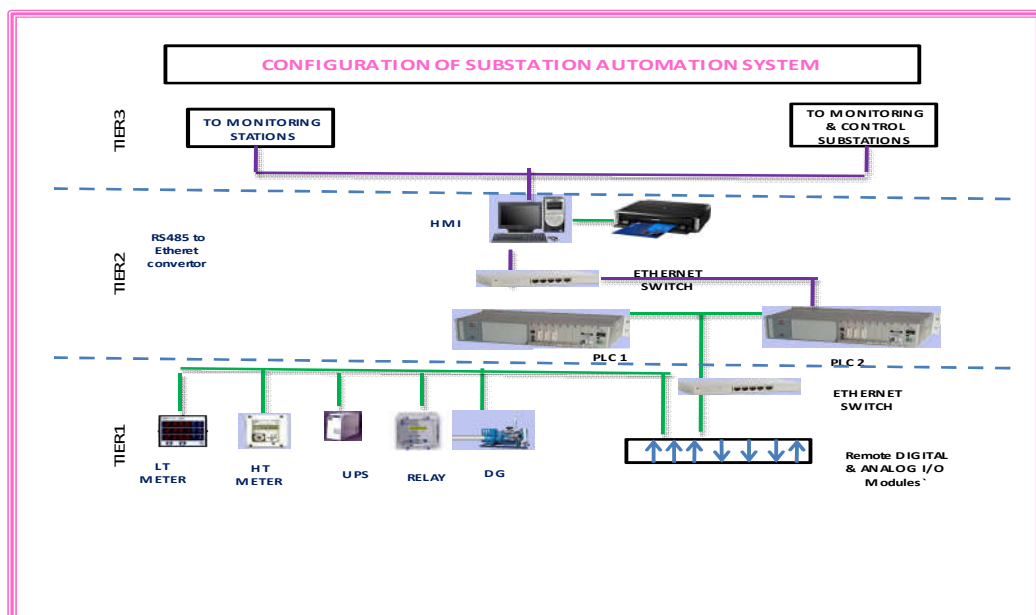 CONFIGURATION OF SUBSTATION AUTOMATION SYSTEM
TIER3
TO MONITORING
STATIONS
TO MONITORING
& CONTROL
SUBSTATIONS
TIER2
RS485 to
Etheret
convertor
HMI
ETHERNET
SWITCH
PLC 1
PLC 2
TIER1
ETHERNET
SWITCH
LT
METER
HT
METER
UPS
RELAY
DG
Remote DIGITAL
& ANALOG I/O
Modules`